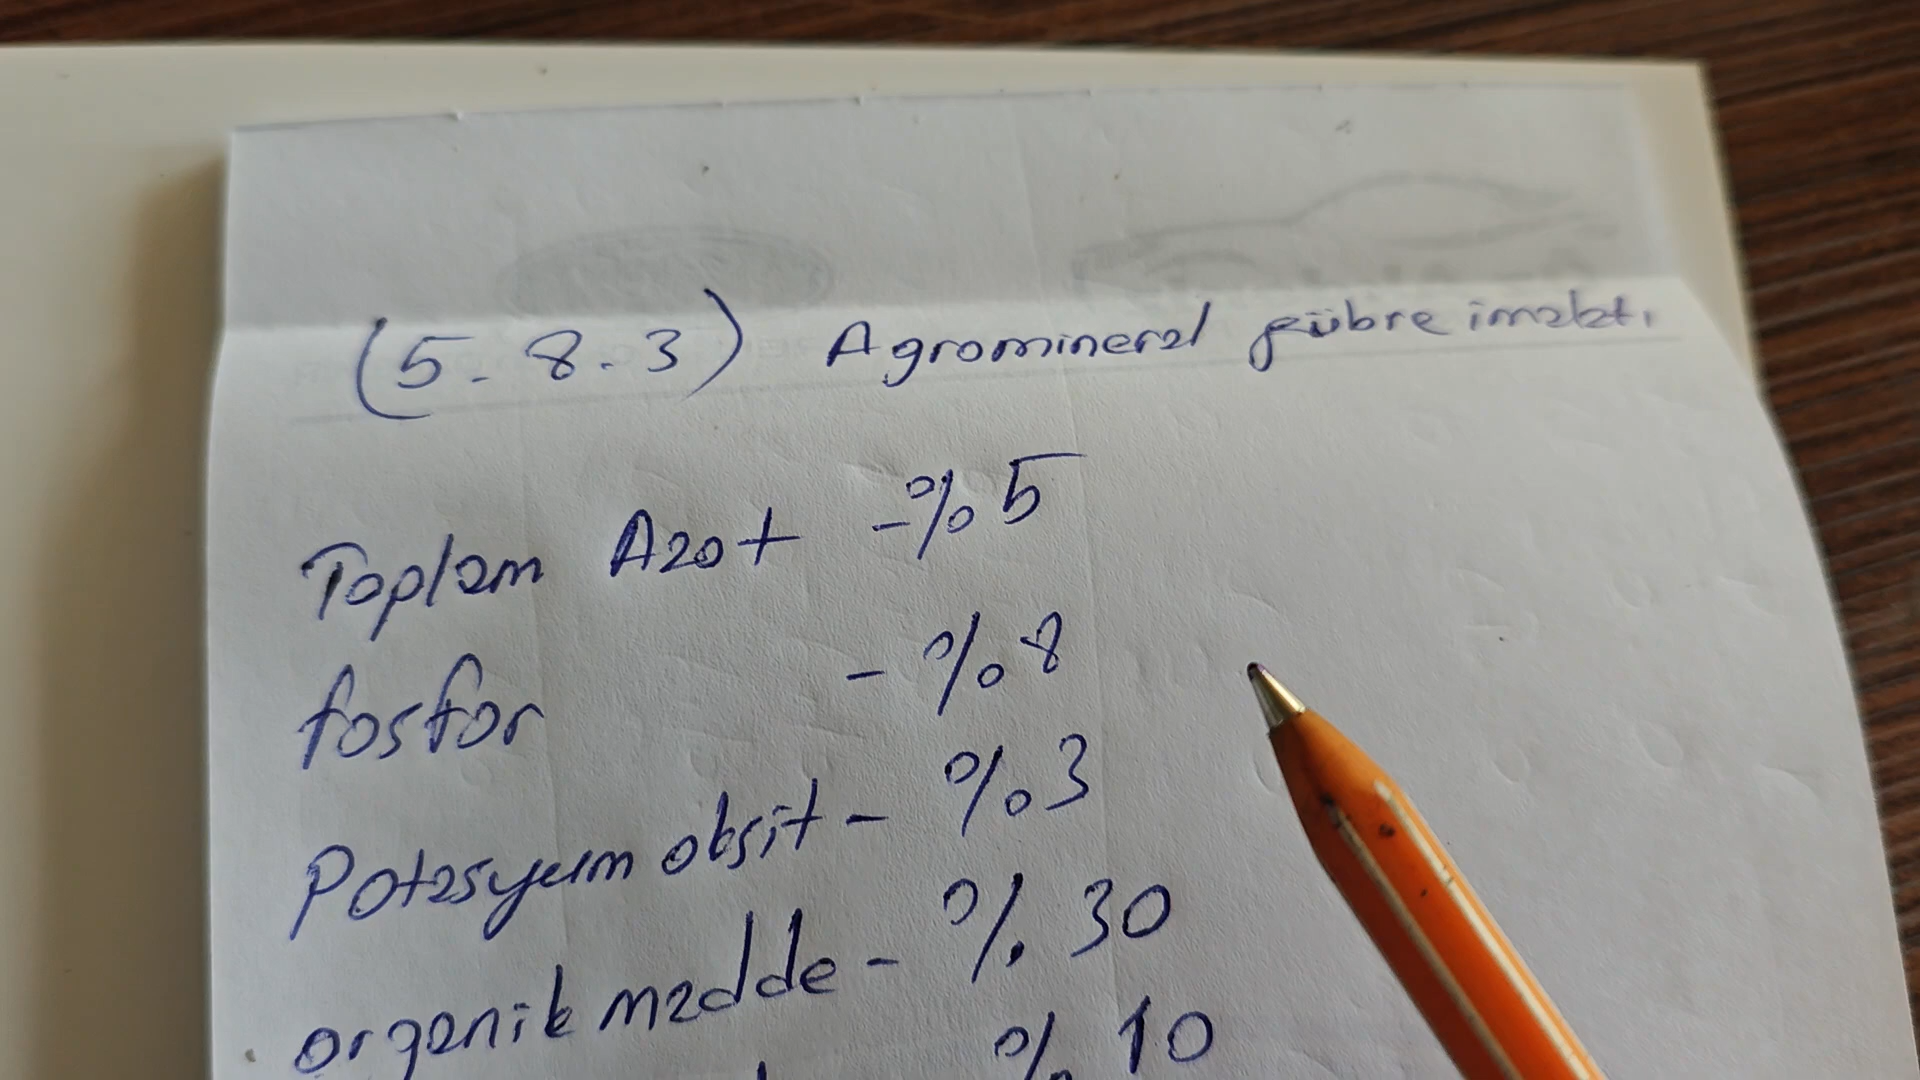 (5.8.3) Agromineral gübre imalatı
Toplam Azot -%5
fosfor -%8
Potasyum oksit - %3
organik madde - %30
%10